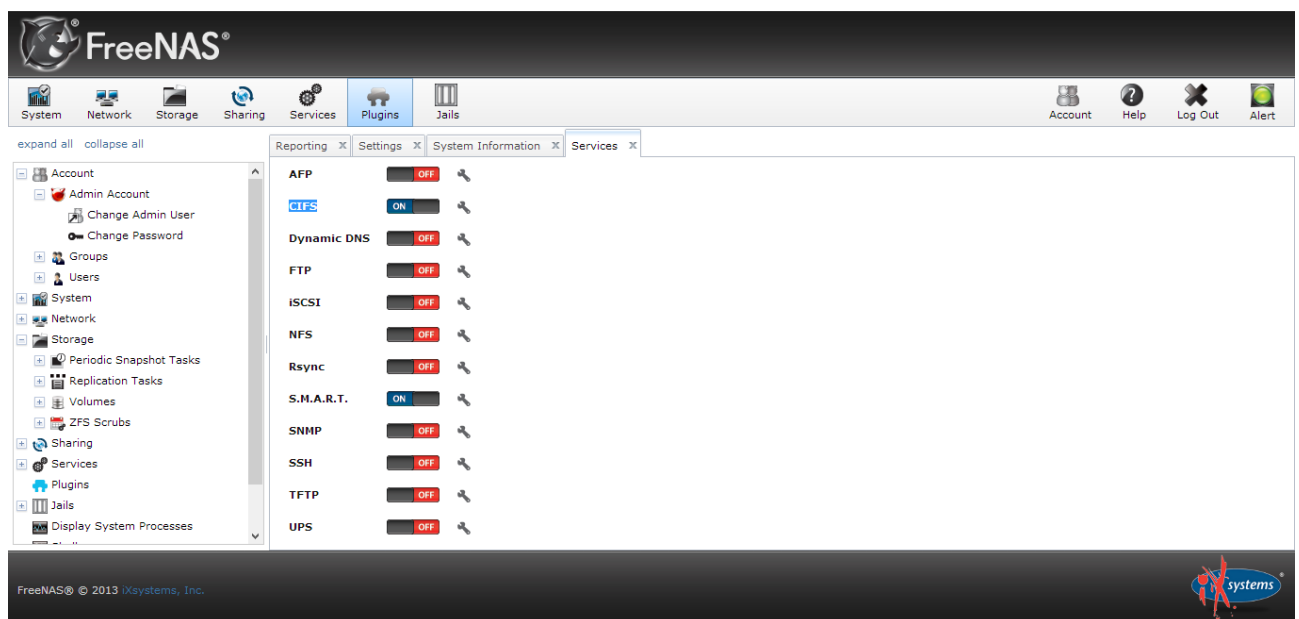 FreeNAS®
System Network Storage Sharing Services Plugins Jails Account Help Log Out Alert
expand all collapse all
Reporting X Settings X System Information X Services X
Account
Admin Account
Change Admin User
Change Password
Groups
Users
System
Network
Storage
Periodic Snapshot Tasks
Replication Tasks
Volumes
ZFS Scrubs
Sharing
Services
Plugins
Jails
Display System Processes
AFP OFF
CIFS ON
Dynamic DNS OFF
FTP OFF
iSCSI OFF
NFS OFF
Rsync OFF
S.M.A.R.T. ON
SNMP OFF
SSH OFF
TFTP OFF
UPS OFF
FreeNAS® © 2013 iXsystems, Inc.
iXsystems